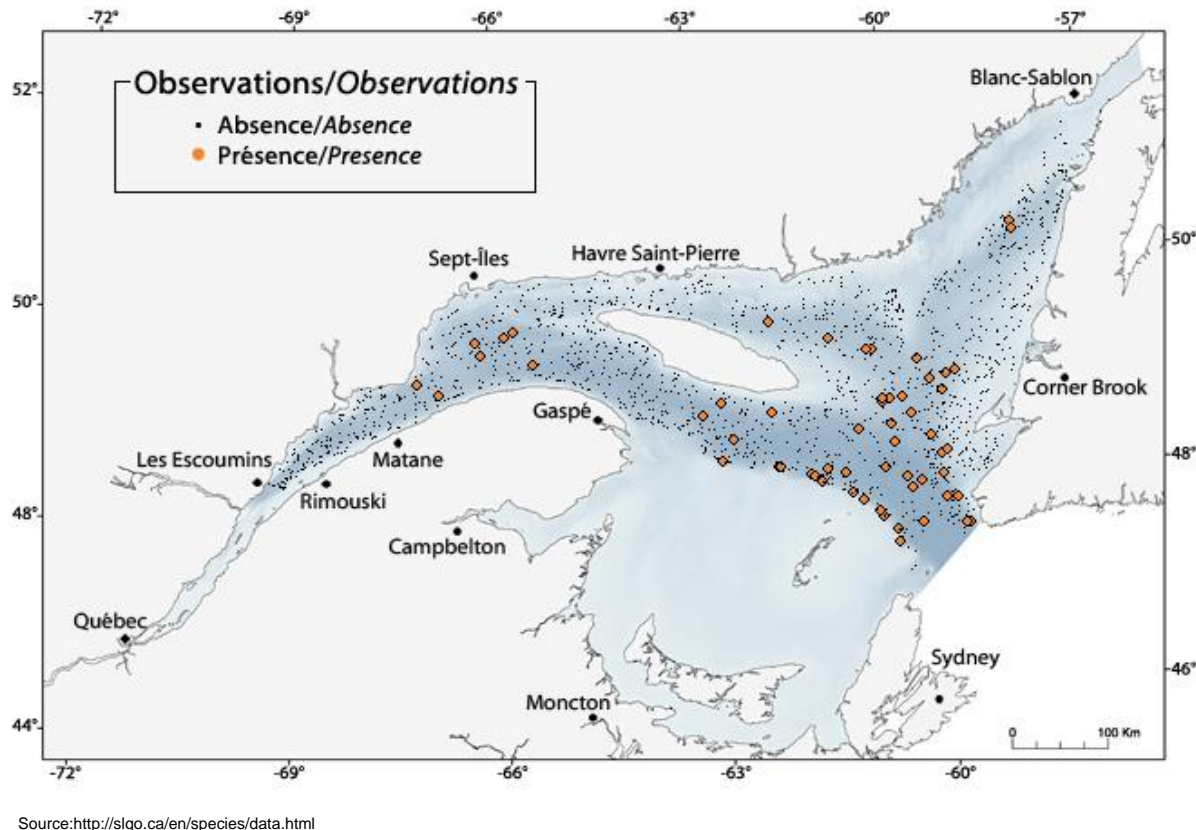 -72° -69° -66° -63° -60° -57°
Blanc-Sablon
Observations/Observations
52°
Absence/Absence
Présence/Presence
50°
Sept-Îles Havre Saint-Pierre
50°
Corner Brook
Gaspé
Les Escoumins Matane
48°
Rimouski
48°
Campbelton
Québec
Sydney
46°
Moncton
44°
0 100 Km
-72° -69° -66° -63° -60°
Source:http://slgo.ca/en/species/data.html